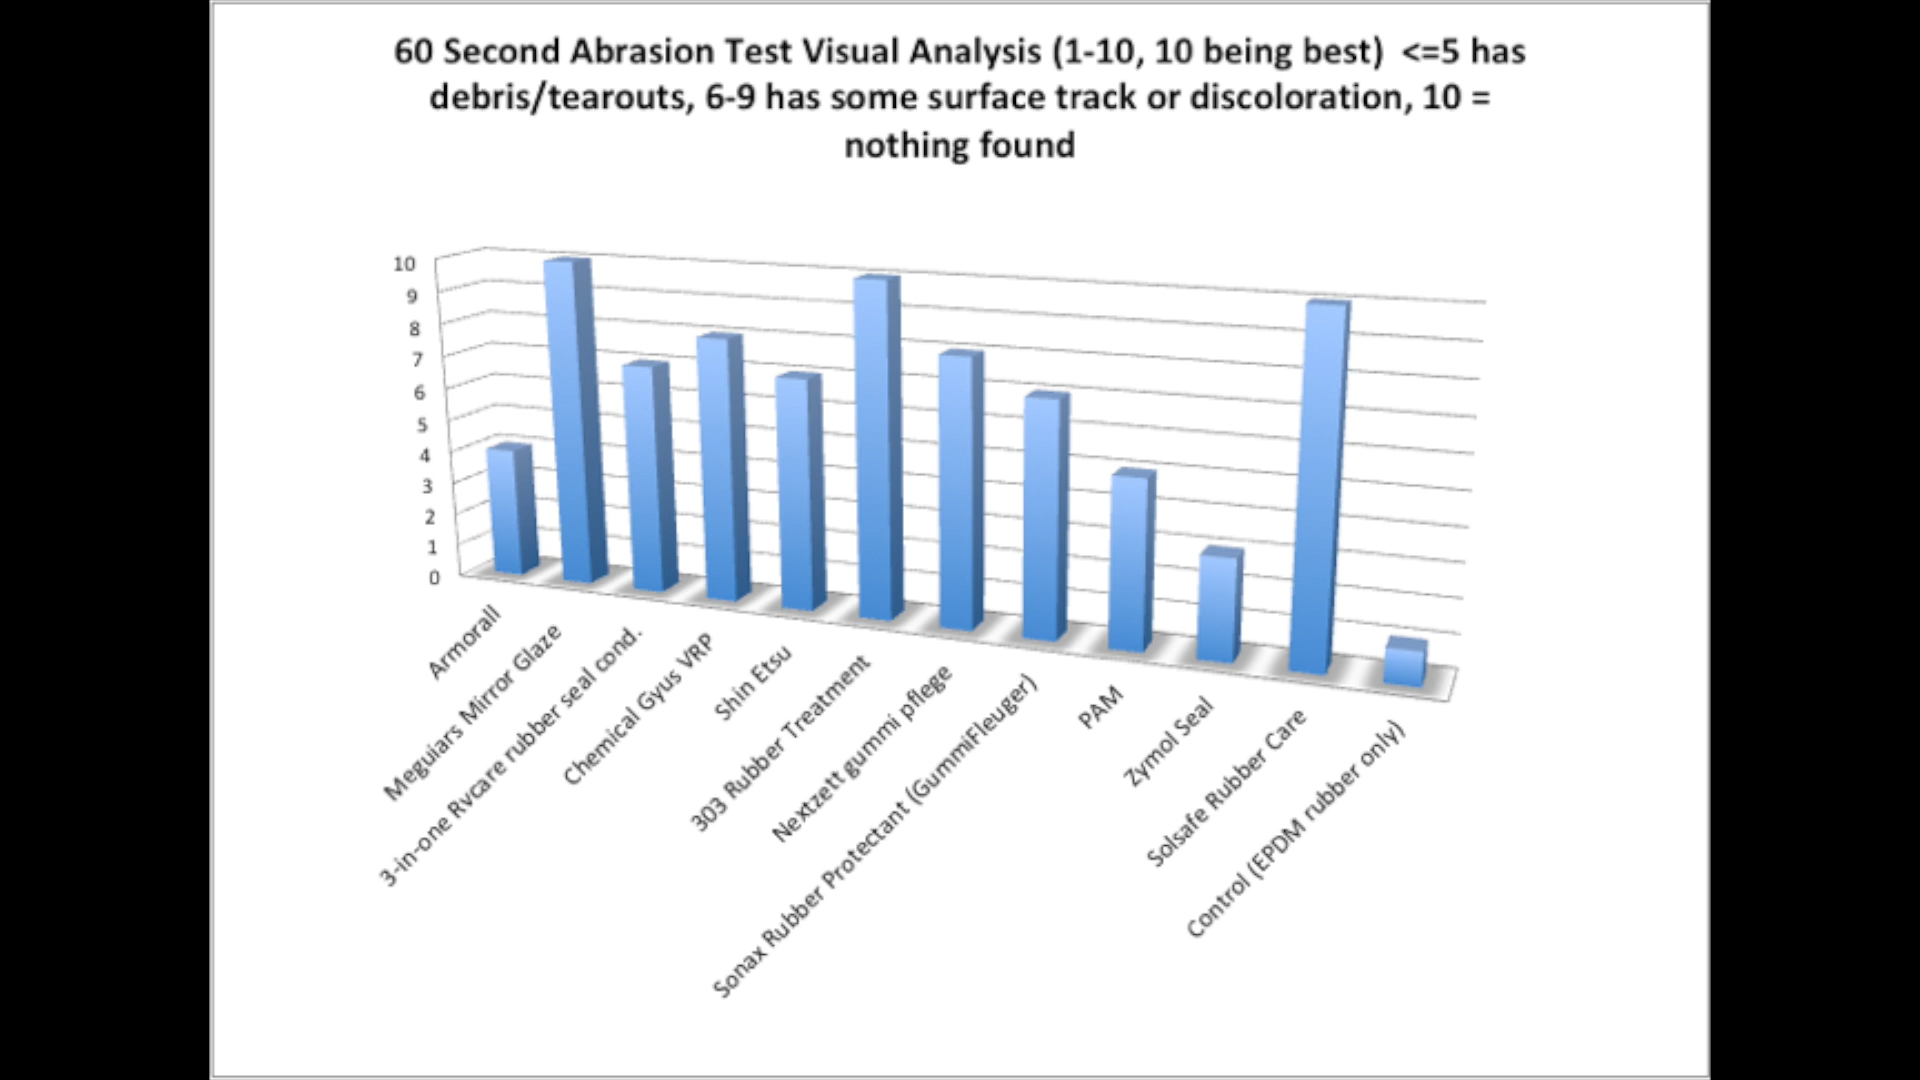 60 Second Abrasion Test Visual Analysis (1-10, 10 being best)  <=5 has
debris/tearouts, 6-9 has some surface track or discoloration, 10 =
nothing found
10
9
8
7
6
5
4
3
2
1
0
Armorall
Meguiars Mirror Glaze
3-in-one Rvcare rubber seal cond.
Chemical Gyus VRP
Shin Etsu
303 Rubber Treatment
Nextzett gummi pflege
Sonax Rubber Protectant (GummiFleuger)
PAM
Zymol Seal
Solsafe Rubber Care
Control (EPDM rubber only)